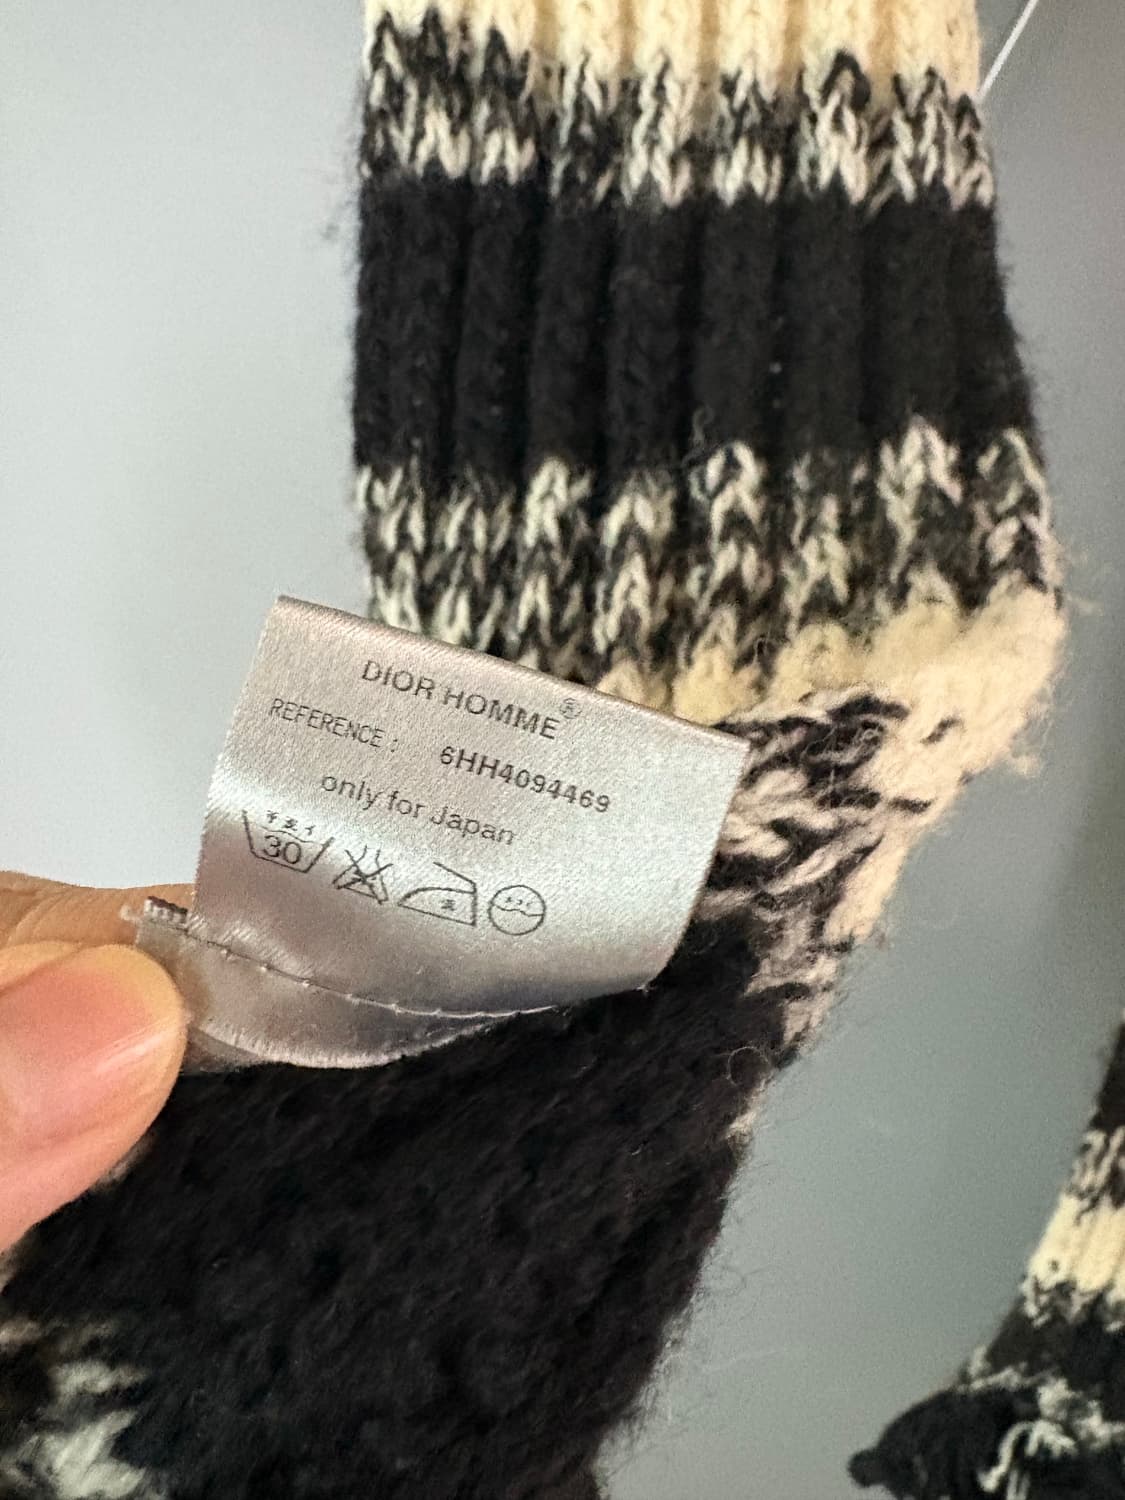 DIOR HOMME®
REFERENCE : 6HH4094469
only for Japan
30